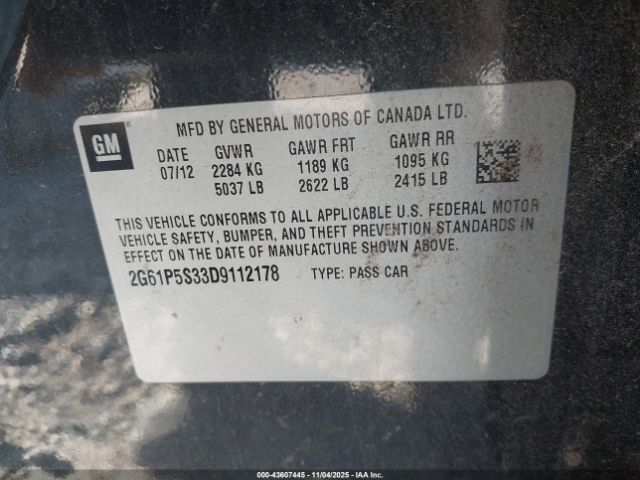 GM
MFD BY GENERAL MOTORS OF CANADA LTD.
DATE GVWR GAWR FRT GAWR RR
07/12 2284 KG 1189 KG 1095 KG
5037 LB 2622 LB 2415 LB
THIS VEHICLE CONFORMS TO ALL APPLICABLE U.S. FEDERAL MOTOR
VEHICLE SAFETY, BUMPER, AND THEFT PREVENTION STANDARDS IN
EFFECT ON THE DATE OF MANUFACTURE SHOWN ABOVE.
2G61P5S33D9112178 TYPE: PASS CAR
000-43607445 - 11/04/2025 - IAA Inc.